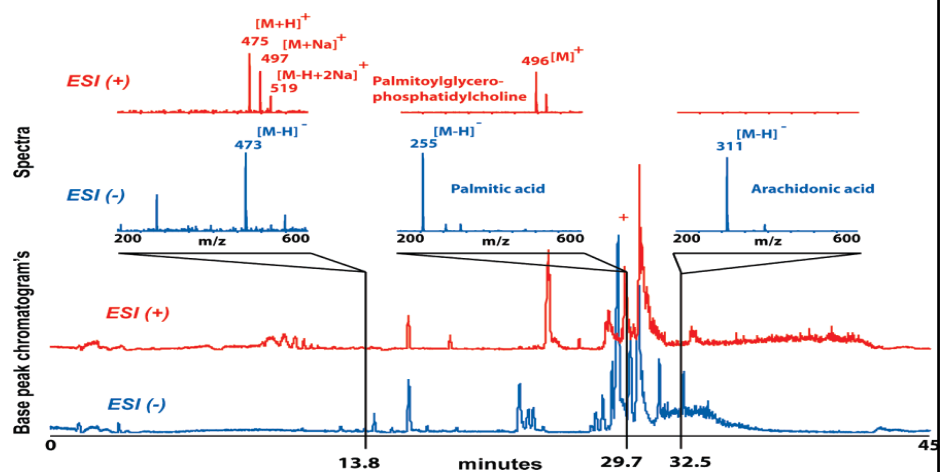 [M+H]+
475
[M+Na]+
497
[M-H+2Na]+
519
ESI (+)
Palmitoylglycero-
phosphatidylcholine
496 [M]+
Spectra
[M-H]-
473
ESI (-)
[M-H]-
255
Palmitic acid
[M-H]-
311
Arachidonic acid
200 m/z 600
200 m/z 600
200 m/z 600
+
Base peak chromatogram's
ESI (+)
ESI (-)
0
45
13.8 minutes 29.7 32.5